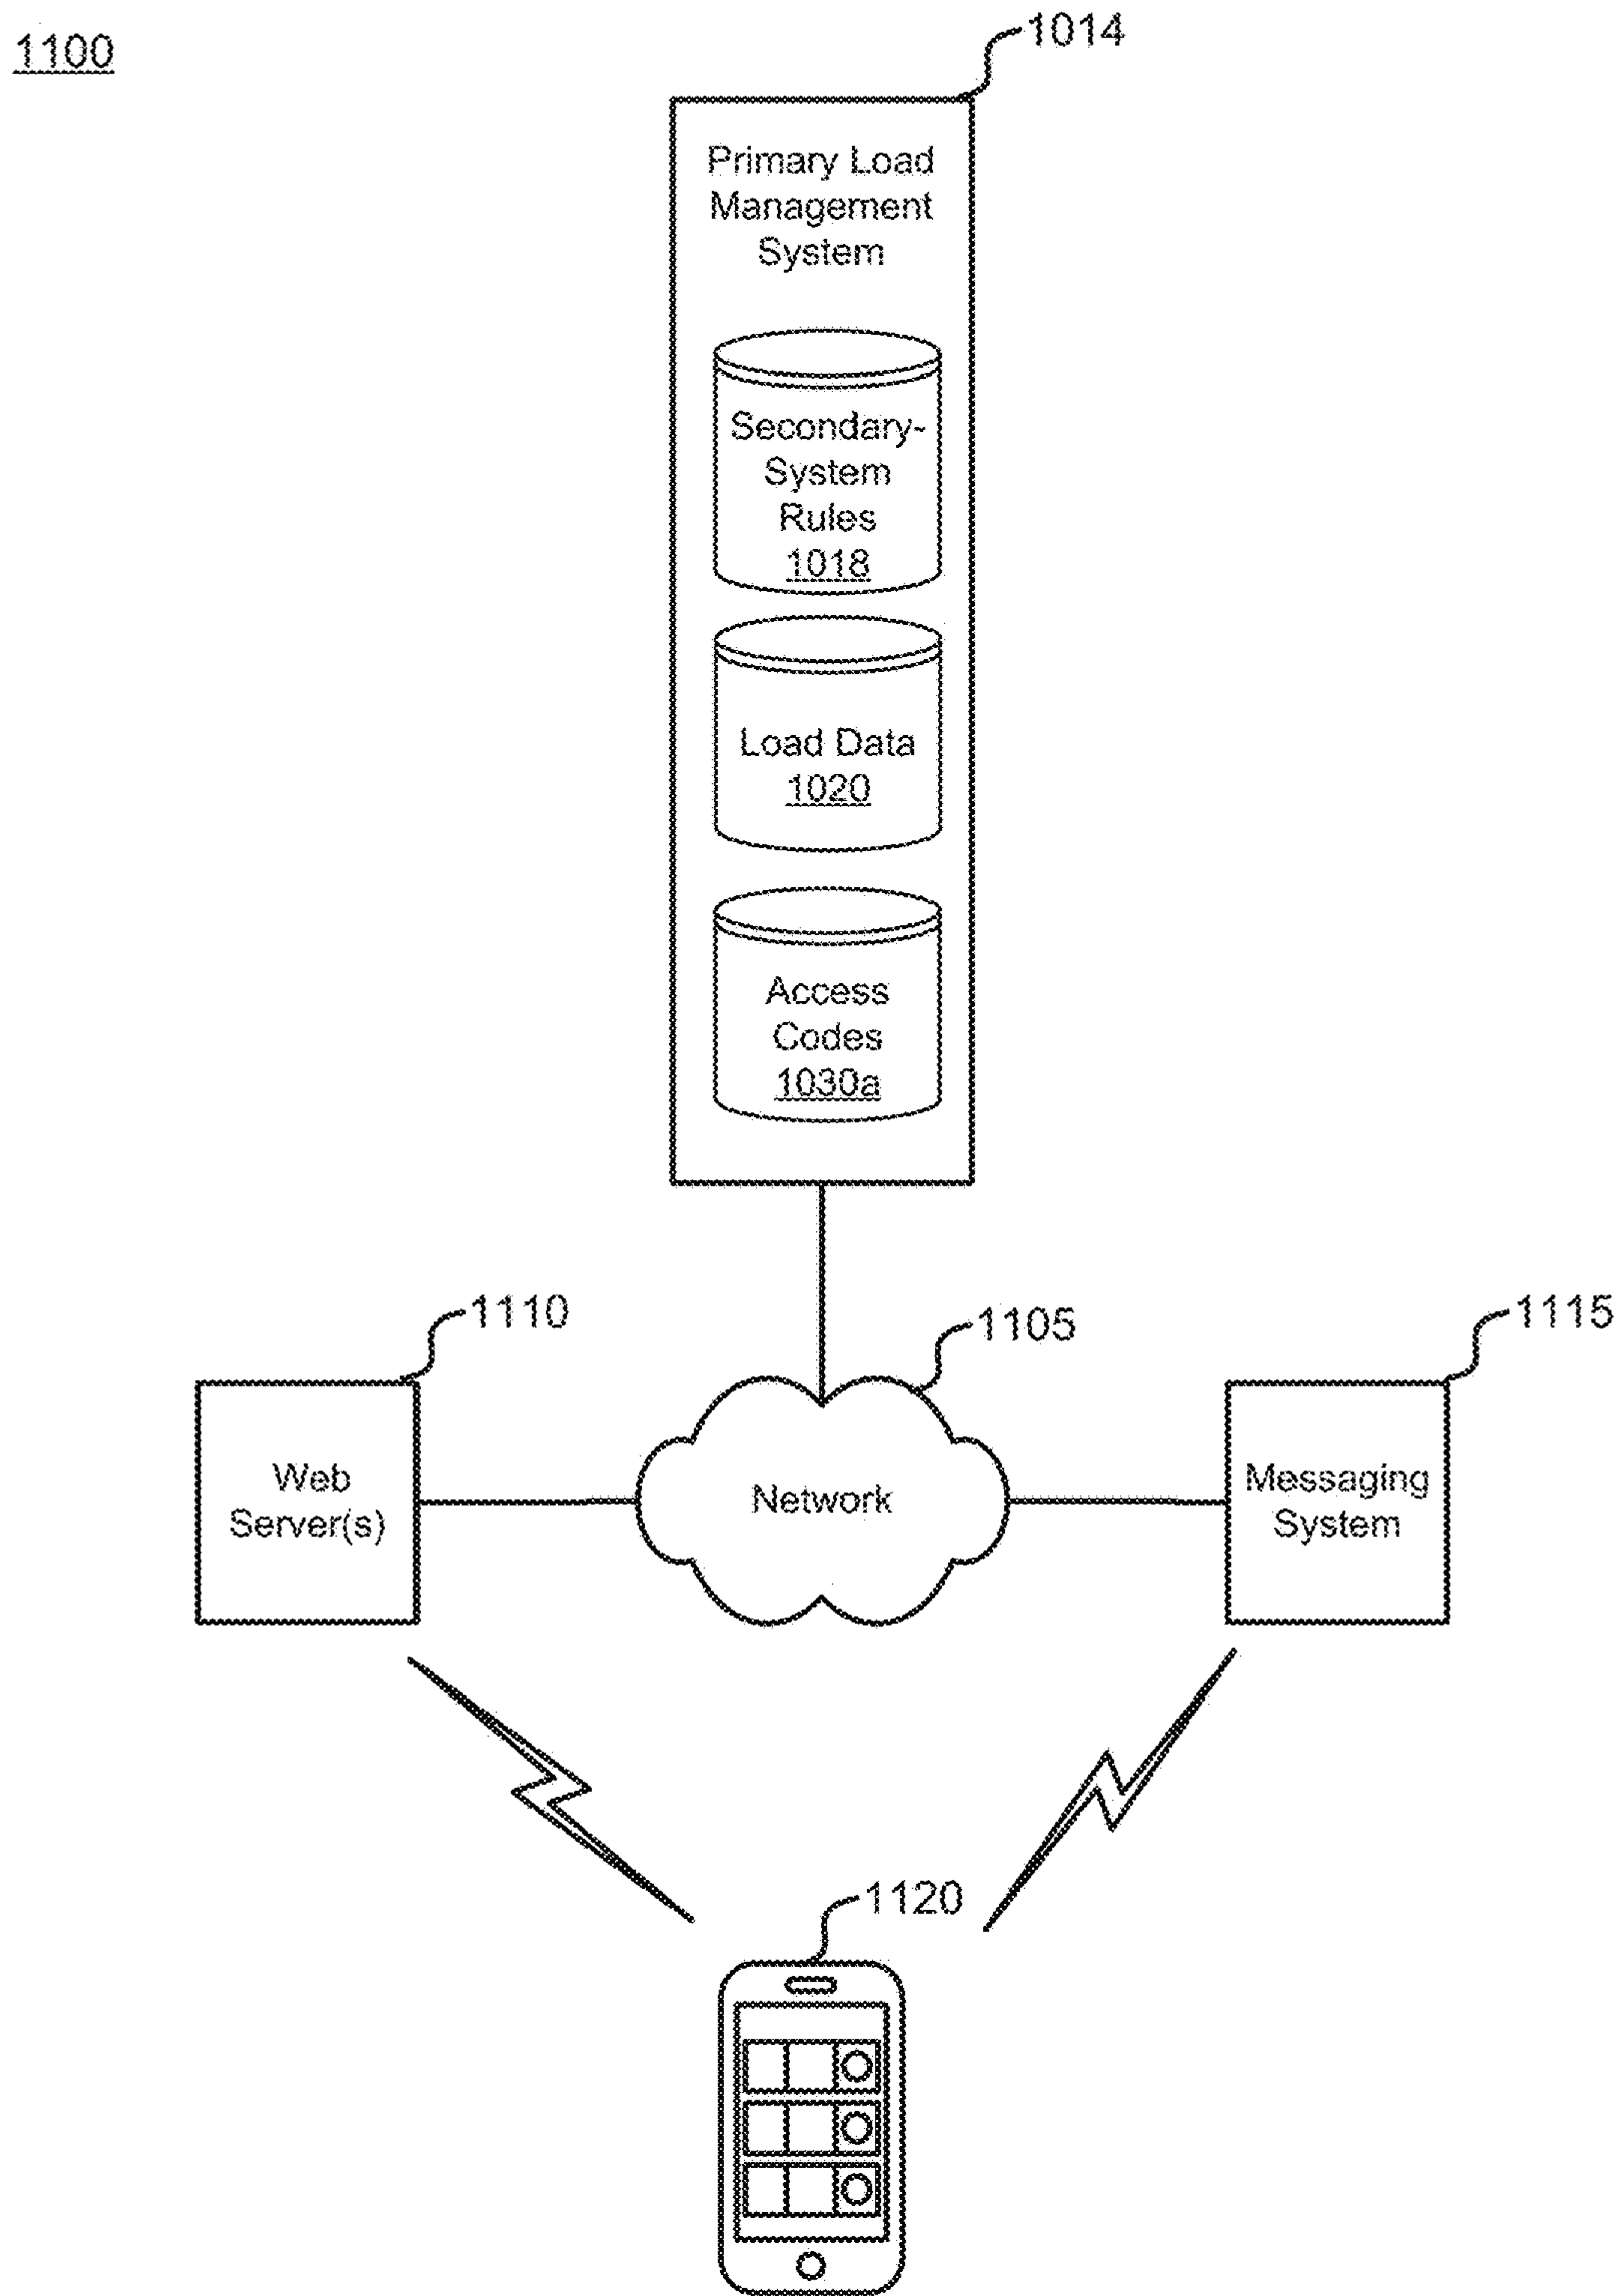 1100
1014
Primary Load
Management
System
Secondary-
System
Rules
1018
Load Data
1020
Access
Codes
1030a
1110
1105
1115
Web
Server(s)
Network
Messaging
System
1120